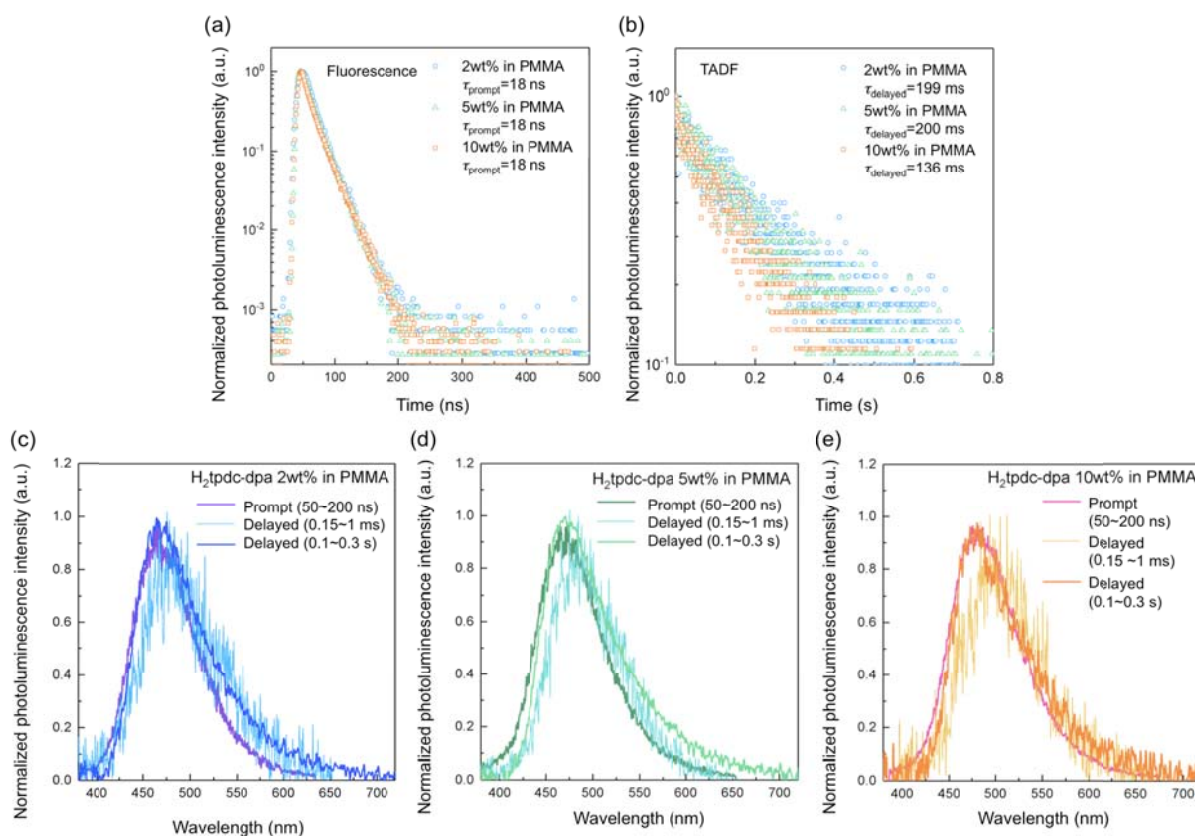 (a)
Normalized photoluminescence intensity (a.u.)
10⁰
10⁻¹
10⁻²
10⁻³
Fluorescence
2wt% in PMMA
τprompt=18 ns
5wt% in PMMA
τprompt=18 ns
10wt% in PMMA
τprompt=18 ns
0 100 200 300 400 500
Time (ns)
(b)
Normalized photoluminescence intensity (a.u.)
10⁰
10⁻¹
TADF
2wt% in PMMA
τdelayed=199 ms
5wt% in PMMA
τdelayed=200 ms
10wt% in PMMA
τdelayed=136 ms
0.0 0.2 0.4 0.6 0.8
Time (s)
(c)
Normalized photoluminescence intensity (a.u.)
1.2
1.0
0.8
0.6
0.4
0.2
0.0
H₂tpdc-dpa 2wt% in PMMA
Prompt (50~200 ns)
Delayed (0.15~1 ms)
Delayed (0.1~0.3 s)
400 450 500 550 600 650 700
Wavelength (nm)
(d)
Normalized photoluminescence intensity (a.u.)
1.2
1.0
0.8
0.6
0.4
0.2
0.0
H₂tpdc-dpa 5wt% in PMMA
Prompt (50~200 ns)
Delayed (0.15~1 ms)
Delayed (0.1~0.3 s)
400 450 500 550 600 650 700
Wavelength (nm)
(e)
Normalized photoluminescence intensity (a.u.)
1.2
1.0
0.8
0.6
0.4
0.2
0.0
H₂tpdc-dpa 10wt% in PMMA
Prompt
(50~200 ns)
Delayed
(0.15 ~1 ms)
Delayed
(0.1~0.3 s)
400 450 500 550 600 650 700
Wavelength (nm)